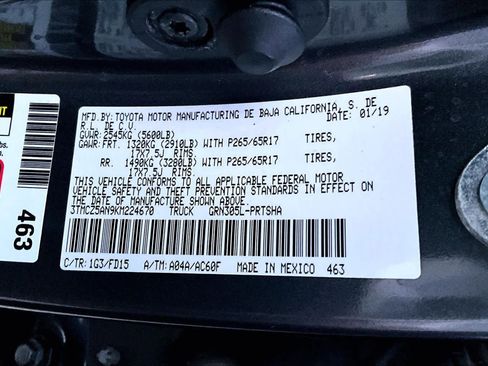 MFD.BY:TOYOTA MOTOR MANUFACTURING DE BAJA CALIFORNIA, S. DE
R.L. DE C.V. DATE: 01/19
GVWR:2545KG (5600LB)
GAWR:FRT. 1320KG (2910LB) WITH P265/65R17 TIRES,
17X7.5J RIMS
RR. 1490KG (3280LB) WITH P265/65R17 TIRES,
17X7.5J RIMS
THIS VEHICLE CONFORMS TO ALL APPLICABLE FEDERAL MOTOR
VEHICLE SAFETY AND THEFT PREVENTION STANDARDS IN EFFECT ON
THE DATE OF MANUFACTURE SHOWN ABOVE.
3TMCZ5AN9KM224670 TRUCK GRN305L-PRTSHA
C/TR:1G3/FD15 A/TM:A04A/AC60F MADE IN MEXICO 463
463
lbs.